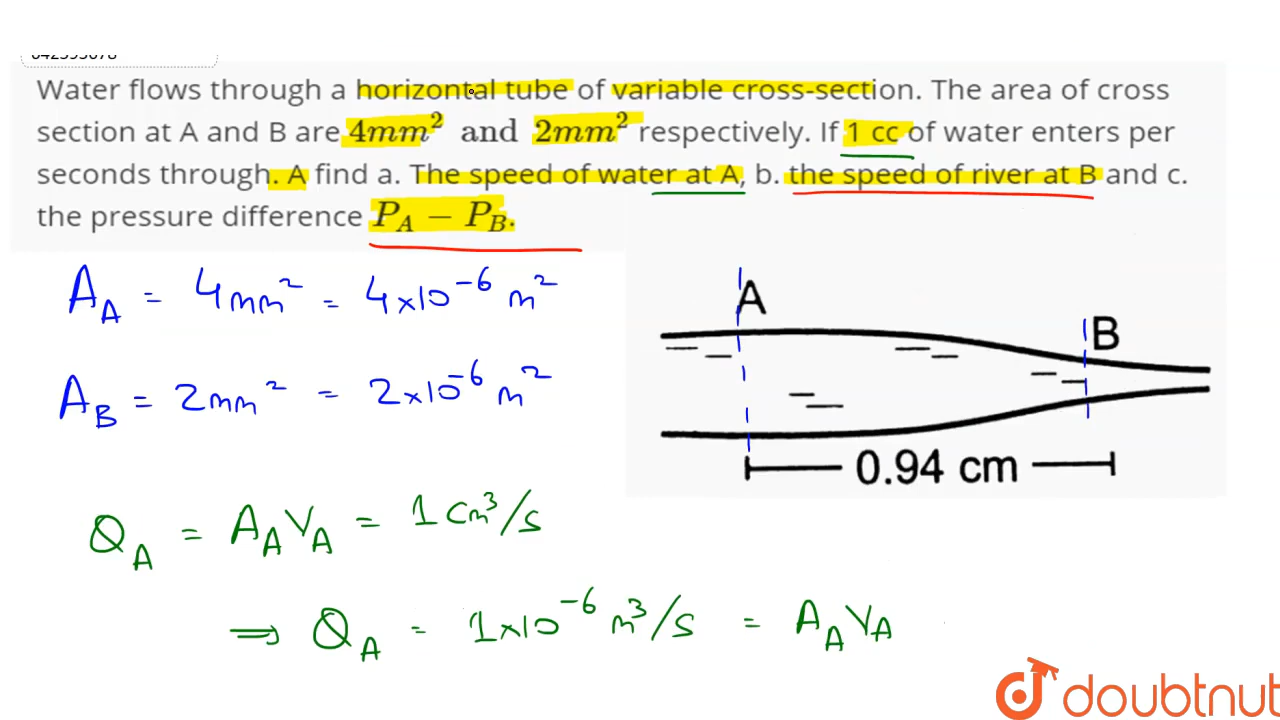 Water flows through a horizontal tube of variable cross-section. The area of cross
section at A and B are 4mm² and 2mm² respectively. If 1 cc of water enters per
seconds through. A find a. The speed of water at A, b. the speed of river at B and c.
the pressure difference P_A − P_B.
A_A = 4mm² = 4×10⁻⁶ m²
A_B = 2mm² = 2×10⁻⁶ m²
A
B
0.94 cm
Q_A = A_A V_A = 1 cm³/s
⇒ Q_A = 1×10⁻⁶ m³/s = A_A V_A
doubtnut